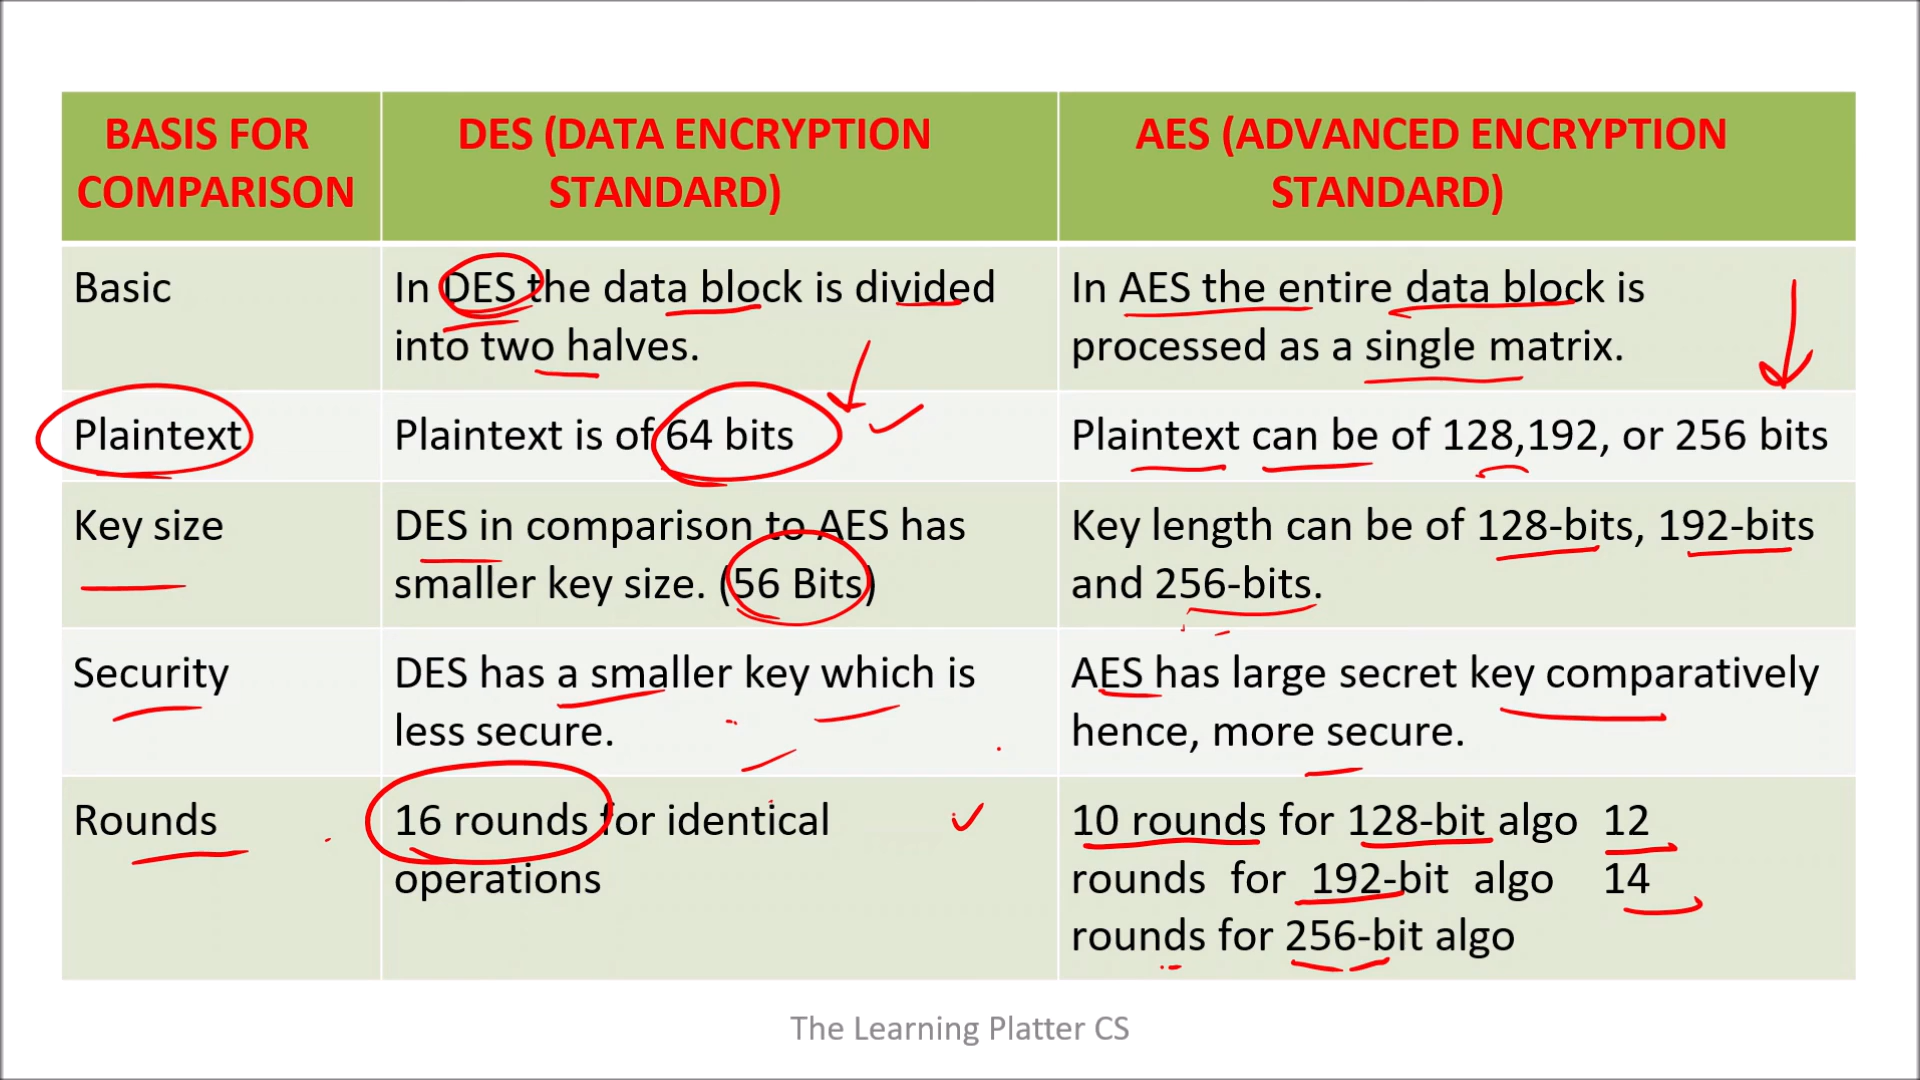 BASIS FOR
COMPARISON
DES (DATA ENCRYPTION
STANDARD)
AES (ADVANCED ENCRYPTION
STANDARD)
Basic
In DES the data block is divided
into two halves.
In AES the entire data block is
processed as a single matrix.
Plaintext
Plaintext is of 64 bits
Plaintext can be of 128,192, or 256 bits
Key size
DES in comparison to AES has
smaller key size. (56 Bits)
Key length can be of 128-bits, 192-bits
and 256-bits.
Security
DES has a smaller key which is
less secure.
AES has large secret key comparatively
hence, more secure.
Rounds
16 rounds for identical
operations
10 rounds for 128-bit algo 12
rounds for 192-bit algo 14
rounds for 256-bit algo
The Learning Platter CS